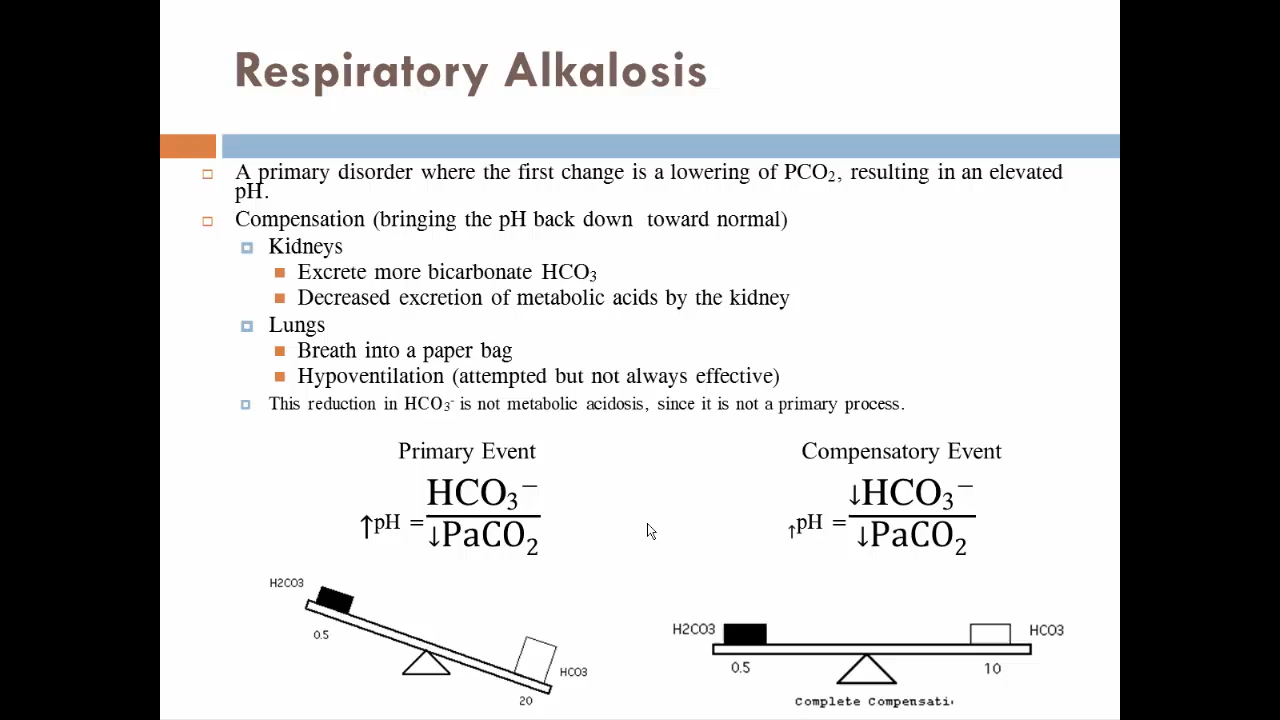 Respiratory Alkalosis
A primary disorder where the first change is a lowering of PCO₂, resulting in an elevated
pH.
Compensation (bringing the pH back down toward normal)
Kidneys
Excrete more bicarbonate HCO₃
Decreased excretion of metabolic acids by the kidney
Lungs
Breath into a paper bag
Hypoventilation (attempted but not always effective)
This reduction in HCO₃⁻ is not metabolic acidosis, since it is not a primary process.
Primary Event
↑pH = HCO₃⁻
↓PaCO₂
Compensatory Event
↑pH = ↓HCO₃⁻
↓PaCO₂
H2CO3
0.5
HCO3
20
H2CO3
HCO3
0.5
10
Complete Compensati